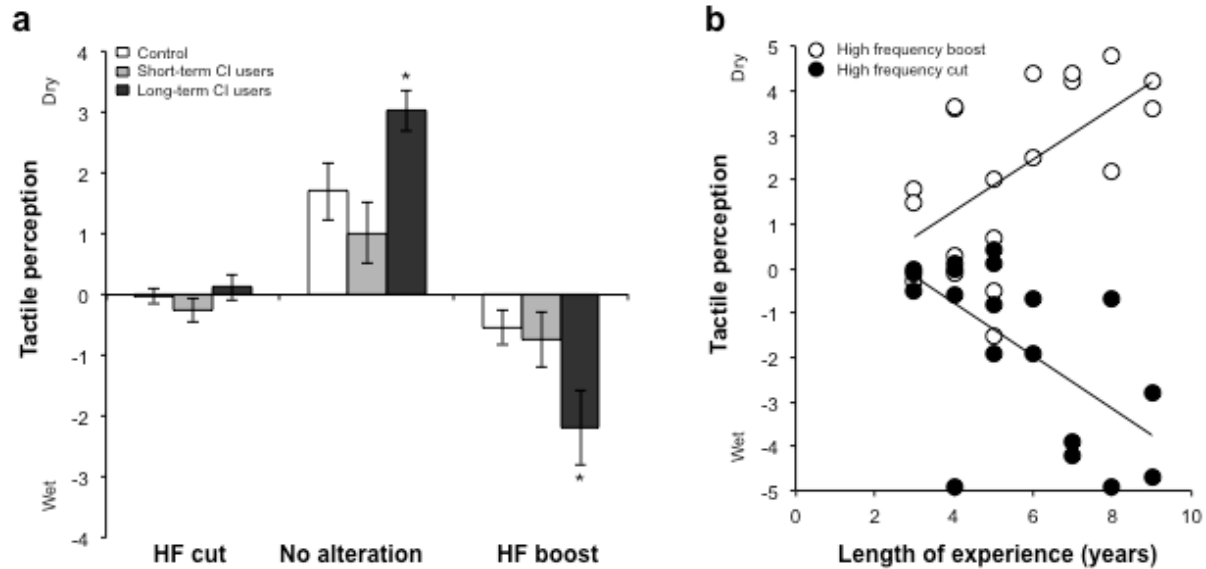 a
4
3
2
1
0
-1
-2
-3
-4
Dry
Tactile perception
Wet
Control
Short-term CI users
Long-term CI users
*
*
HF cut
No alteration
HF boost
b
5
4
3
2
1
0
-1
-2
-3
-4
-5
Dry
Tactile perception
Wet
High frequency boost
High frequency cut
0
2
4
6
8
10
Length of experience (years)